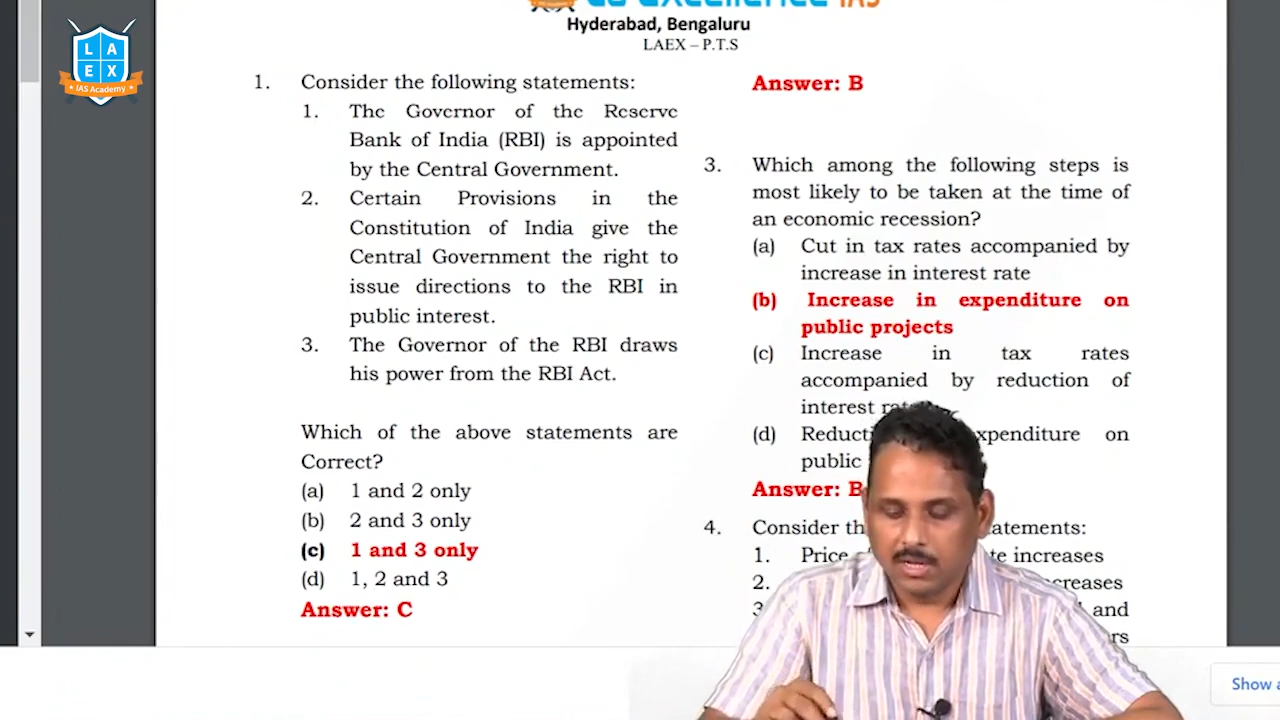 L A
E X
IAS Academy
IAS
Hyderabad, Bengaluru
LAEX – P.T.S
1. Consider the following statements:
1. The Governor of the Reserve
Bank of India (RBI) is appointed
by the Central Government.
2. Certain Provisions in the
Constitution of India give the
Central Government the right to
issue directions to the RBI in
public interest.
3. The Governor of the RBI draws
his power from the RBI Act.
Which of the above statements are
Correct?
(a) 1 and 2 only
(b) 2 and 3 only
(c) 1 and 3 only
(d) 1, 2 and 3
Answer: C
Answer: B
3. Which among the following steps is
most likely to be taken at the time of
an economic recession?
(a) Cut in tax rates accompanied by
increase in interest rate
(b) Increase in expenditure on
public projects
(c) Increase in tax rates
accompanied by reduction of
interest
(d) on
public
Answer: B
4. Consider
1. Price increases
2.
3 and
Show